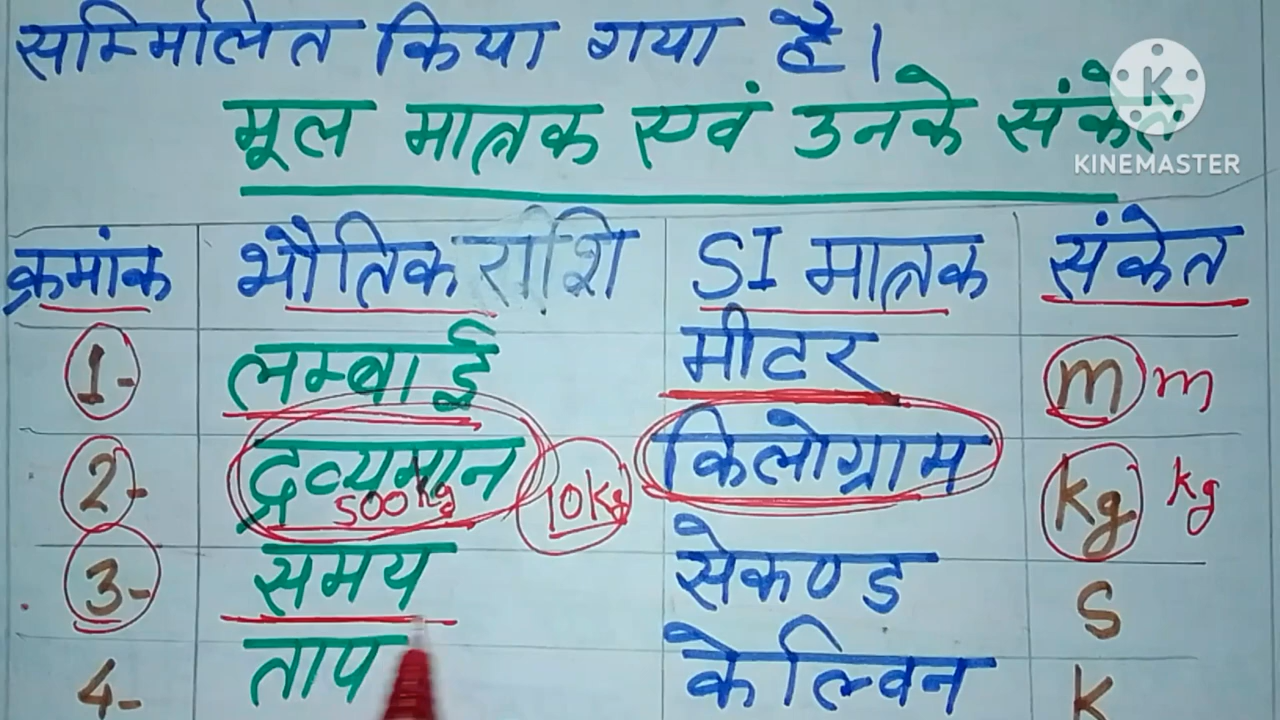 सम्मिलित किया गया है।
मूल मात्रक एवं उनके संकेत
KINEMASTER
क्रमांक भौतिक राशि SI मात्रक संकेत
1- लम्बाई मीटर m m
2- द्रव्यमान 500kg 10kg किलोग्राम kg kg
3- समय सेकण्ड S
4- ताप केल्विन K